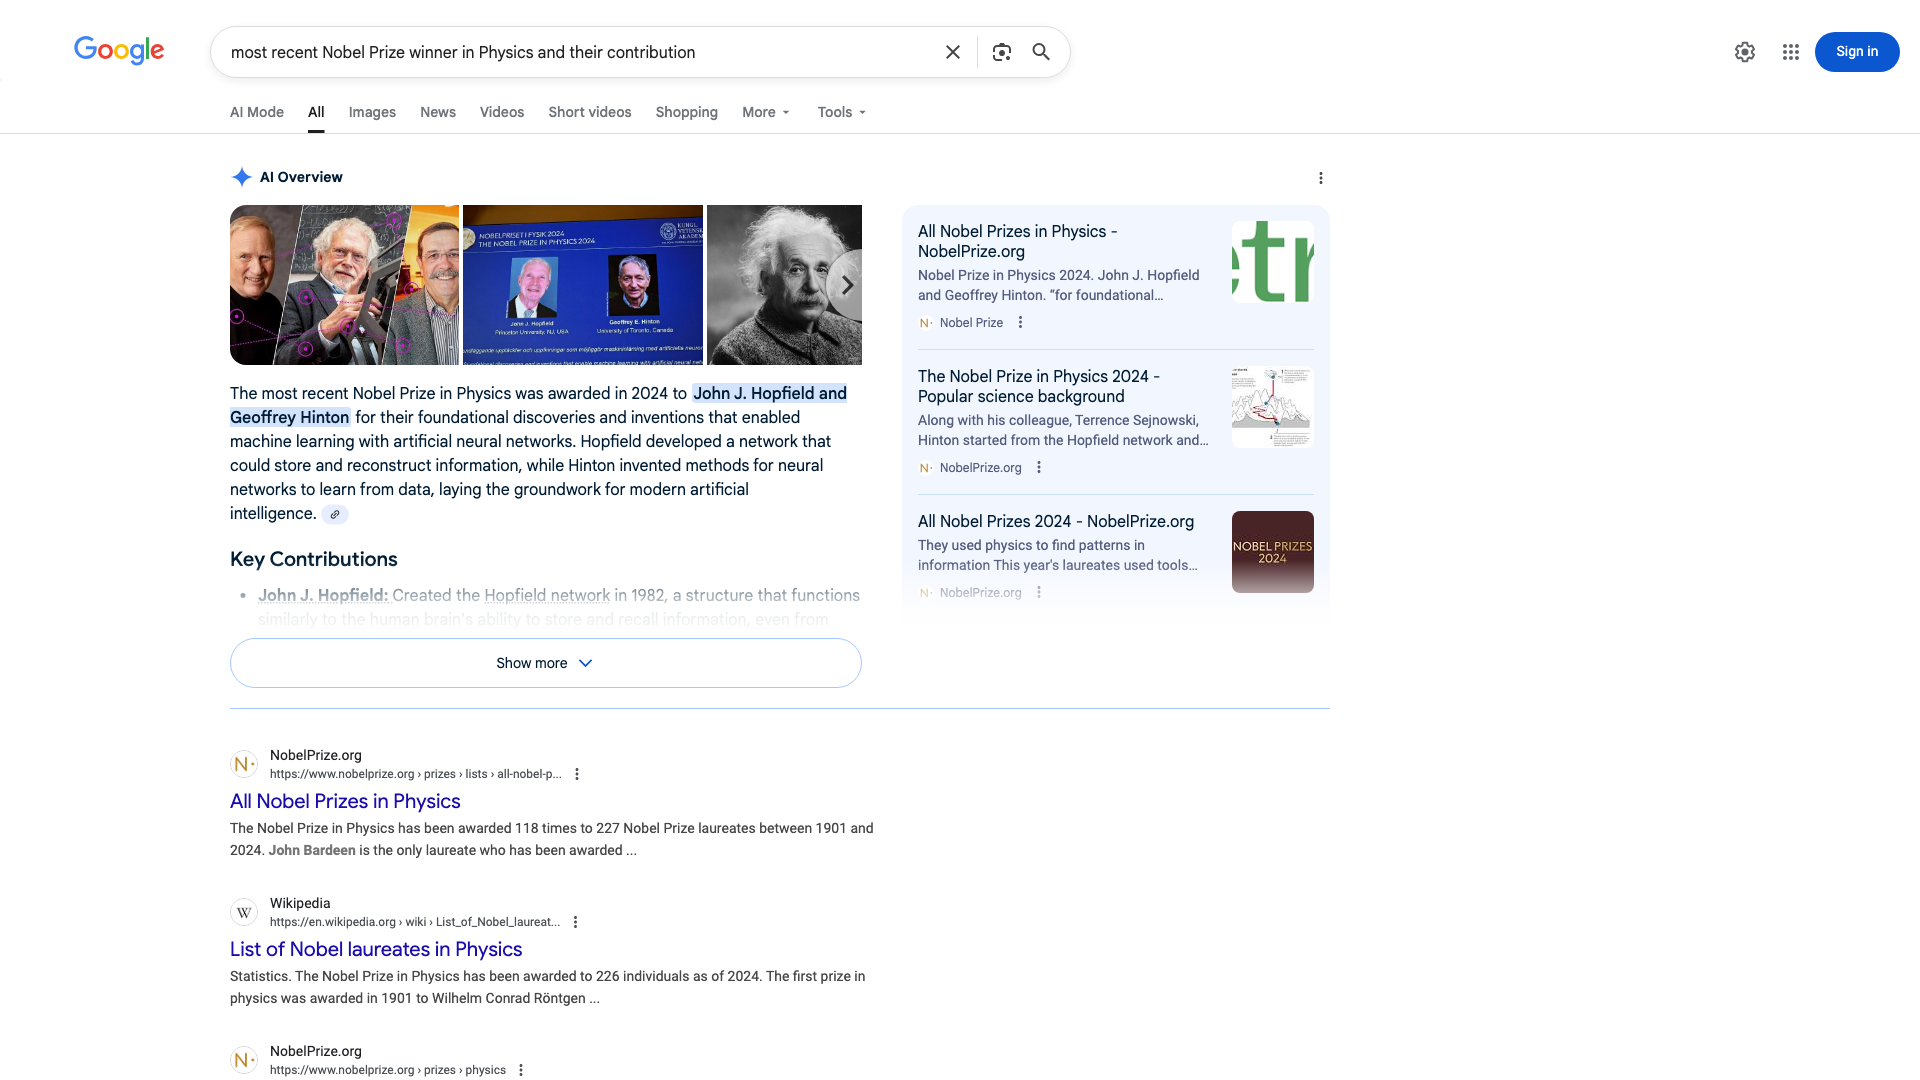 Google
most recent Nobel Prize winner in Physics and their contribution
Sign in
AI Mode
All
Images
News
Videos
Short videos
Shopping
More
Tools
AI Overview
NOBELPRISET I FYSIK 2024
THE NOBEL PRIZE IN PHYSICS 2024
John J. Hopfield
Princeton University, NJ, USA
Geoffrey E. Hinton
University of Toronto, Canada
The most recent Nobel Prize in Physics was awarded in 2024 to John J. Hopfield and
Geoffrey Hinton for their foundational discoveries and inventions that enabled
machine learning with artificial neural networks. Hopfield developed a network that
could store and reconstruct information, while Hinton invented methods for neural
networks to learn from data, laying the groundwork for modern artificial
intelligence.
Key Contributions
• John J. Hopfield: Created the Hopfield network in 1982, a structure that functions
similarly to the human brain's ability to store and recall information, even from
Show more
All Nobel Prizes in Physics -
NobelPrize.org
Nobel Prize in Physics 2024. John J. Hopfield
and Geoffrey Hinton. “for foundational...
Nobel Prize
The Nobel Prize in Physics 2024 -
Popular science background
Along with his colleague, Terrence Sejnowski,
Hinton started from the Hopfield network and...
NobelPrize.org
All Nobel Prizes 2024 - NobelPrize.org
They used physics to find patterns in
information This year's laureates used tools...
NobelPrize.org
NOBEL PRIZES
2024
NobelPrize.org
https://www.nobelprize.org › prizes › lists › all-nobel-p...
All Nobel Prizes in Physics
The Nobel Prize in Physics has been awarded 118 times to 227 Nobel Prize laureates between 1901 and
2024. John Bardeen is the only laureate who has been awarded ...
Wikipedia
https://en.wikipedia.org › wiki › List_of_Nobel_laureat...
List of Nobel laureates in Physics
Statistics. The Nobel Prize in Physics has been awarded to 226 individuals as of 2024. The first prize in
physics was awarded in 1901 to Wilhelm Conrad Röntgen ...
NobelPrize.org
https://www.nobelprize.org › prizes › physics